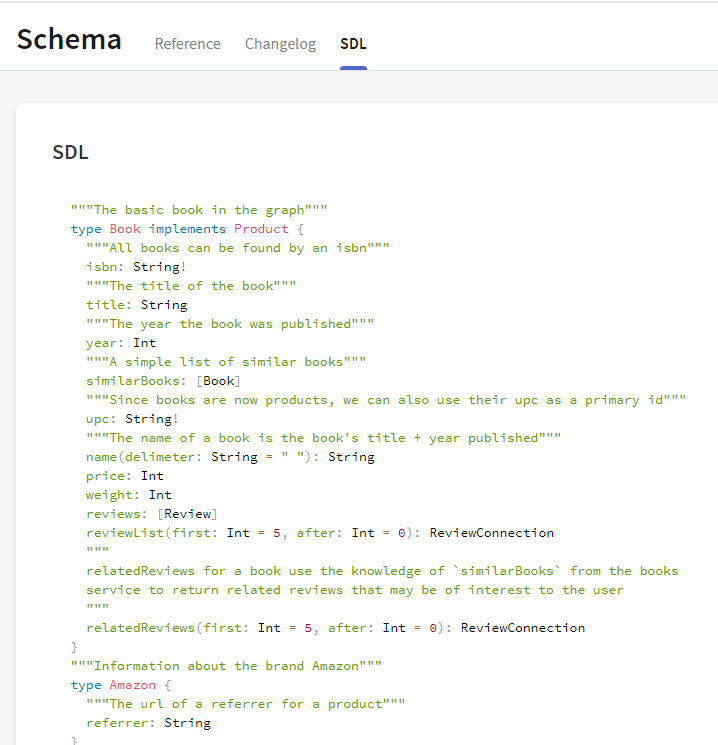 Schema Reference Changelog SDL
SDL
"""The basic book in the graph"""
type Book implements Product {
"""All books can be found by an isbn"""
isbn: String!
"""The title of the book"""
title: String
"""The year the book was published"""
year: Int
"""A simple list of similar books"""
similarBooks: [Book]
"""Since books are now products, we can also use their upc as a primary id"""
upc: String!
"""The name of a book is the book's title + year published"""
name(delimeter: String = " "): String
price: Int
weight: Int
reviews: [Review]
reviewList(first: Int = 5, after: Int = 0): ReviewConnection
"""
relatedReviews for a book use the knowledge of `similarBooks` from the books
service to return related reviews that may be of interest to the user
"""
relatedReviews(first: Int = 5, after: Int = 0): ReviewConnection
}
"""Information about the brand Amazon"""
type Amazon {
"""The url of a referrer for a product"""
referrer: String
}